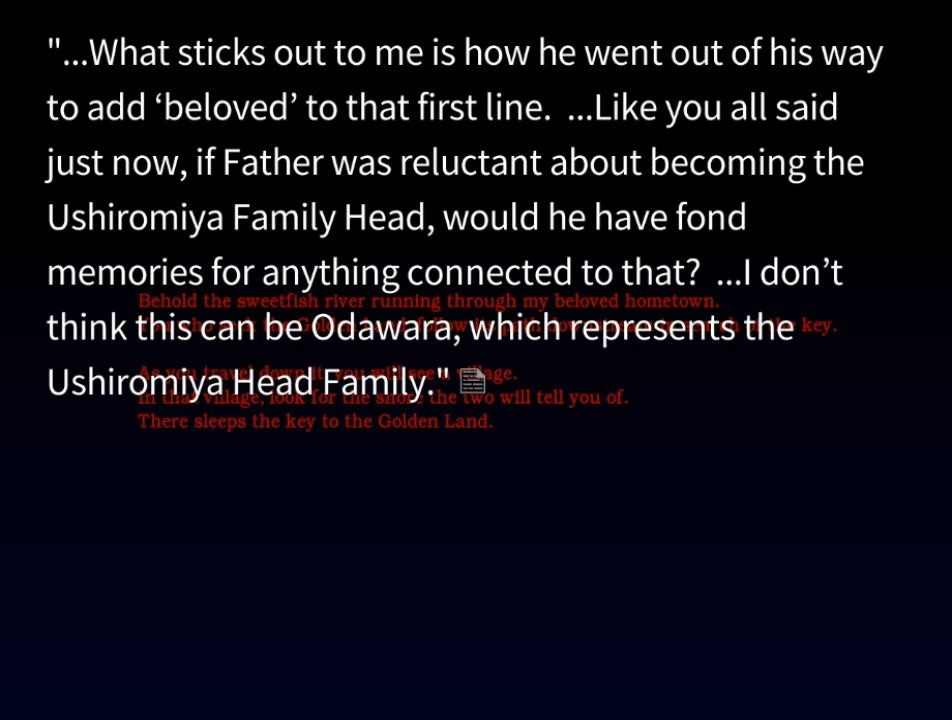 "...What sticks out to me is how he went out of his way
to add ‘beloved’ to that first line.  ...Like you all said
just now, if Father was reluctant about becoming the
Ushiromiya Family Head, would he have fond
memories for anything connected to that?  ...I don’t
think this can be Odawara, which represents the
Ushiromiya Head Family."
Behold the sweetfish river running through my beloved hometown.
key.
As you travel down it, you will see a village.
In that village, look for the shore the two will tell you of.
There sleeps the key to the Golden Land.